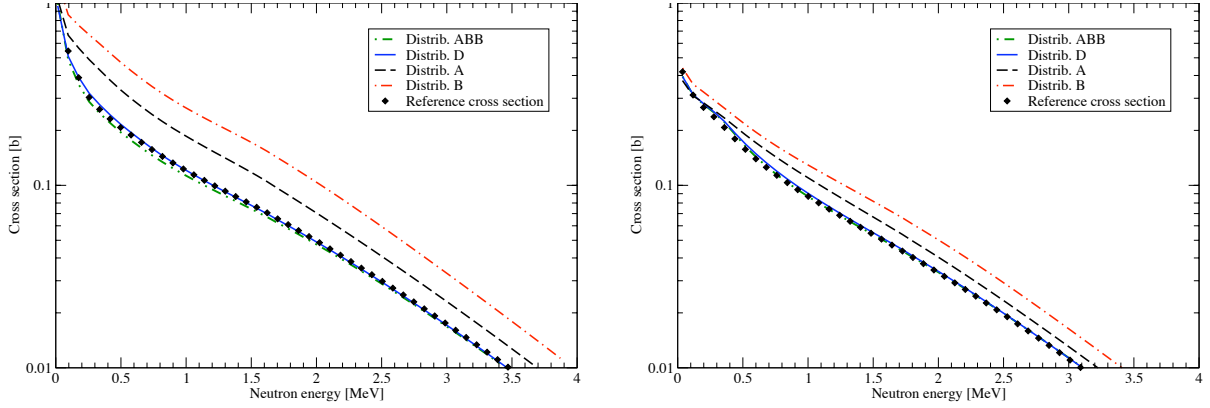 1
0.1
0.01
Cross section [b]
0
0.5
1
1.5
2
2.5
3
3.5
4
Neutron energy [MeV]
Distrib. ABB
Distrib. D
Distrib. A
Distrib. B
Reference cross section
1
0.1
0.01
Cross section [b]
0
0.5
1
1.5
2
2.5
3
3.5
4
Neutron energy [MeV]
Distrib. ABB
Distrib. D
Distrib. A
Distrib. B
Reference cross section